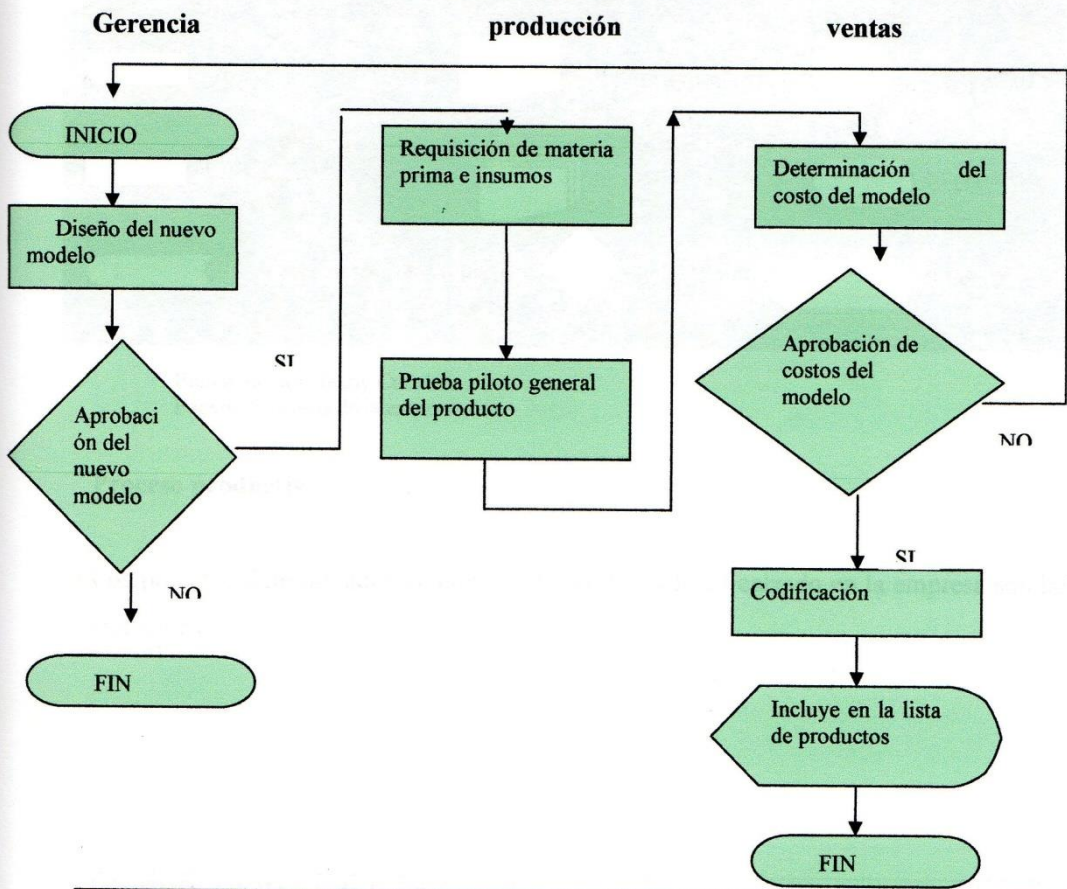 Gerencia
producción
ventas
INICIO
Diseño del nuevo
modelo
Aprobaci
ón del
nuevo
modelo
SI
NO
FIN
Requisición de materia
prima e insumos
Prueba piloto general
del producto
Determinación del
costo del modelo
Aprobación de
costos del
modelo
NO
SI
Codificación
Incluye en la lista
de productos
FIN